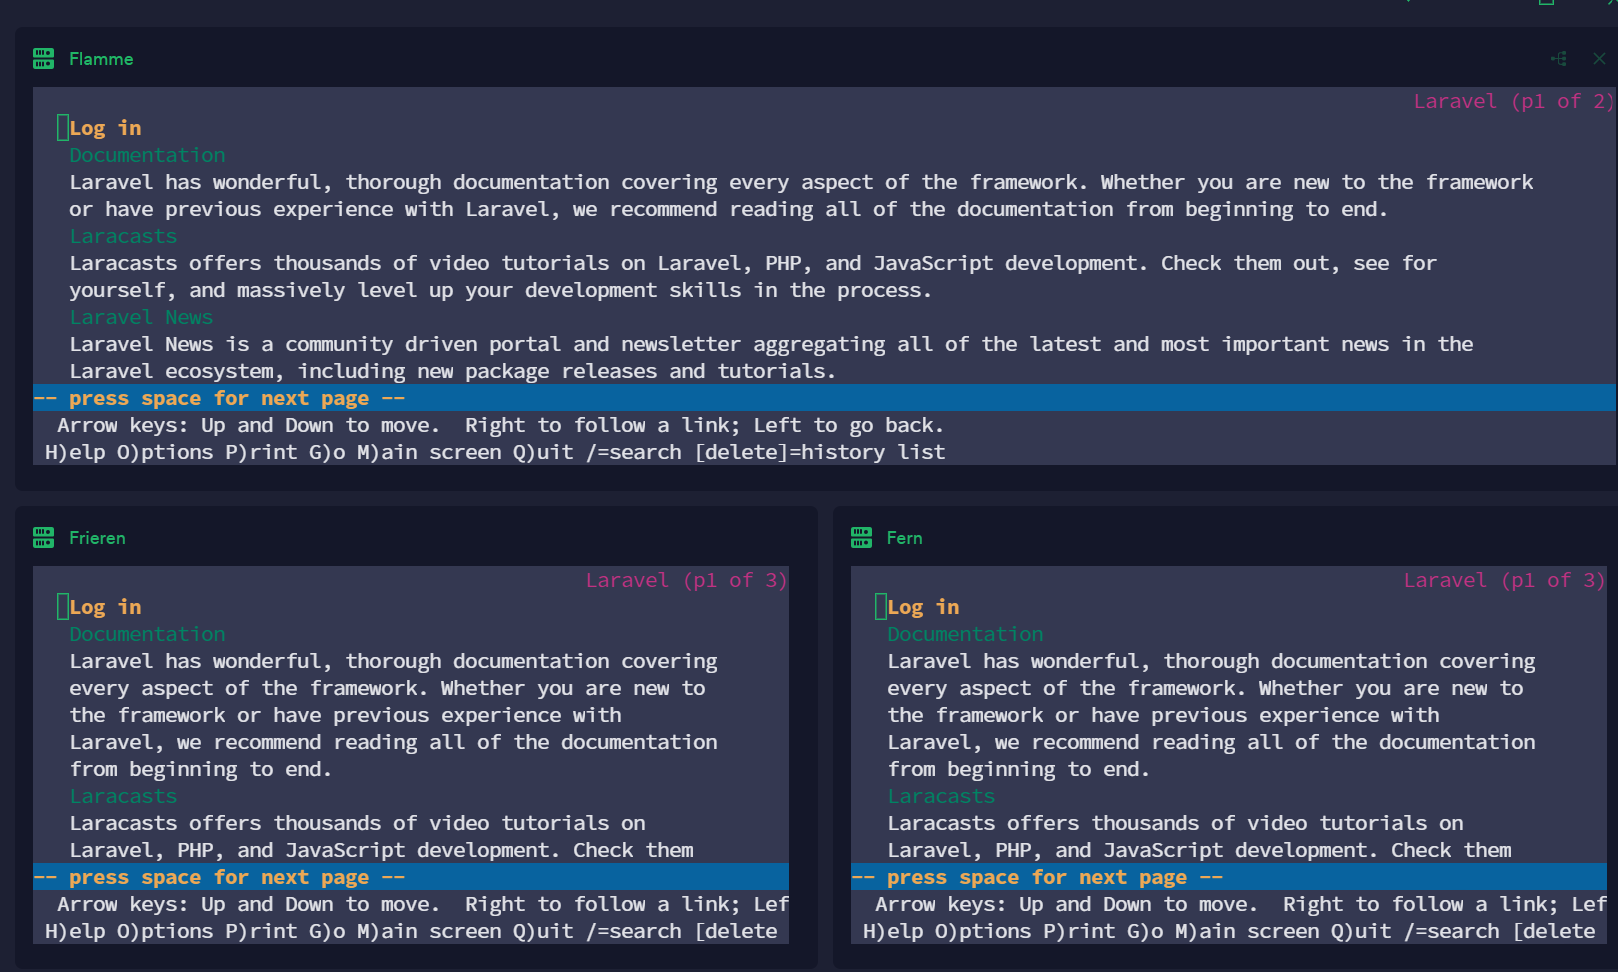 Flamme
Laravel (p1 of 2)
Log in
Documentation
Laravel has wonderful, thorough documentation covering every aspect of the framework. Whether you are new to the framework
or have previous experience with Laravel, we recommend reading all of the documentation from beginning to end.
Laracasts
Laracasts offers thousands of video tutorials on Laravel, PHP, and JavaScript development. Check them out, see for
yourself, and massively level up your development skills in the process.
Laravel News
Laravel News is a community driven portal and newsletter aggregating all of the latest and most important news in the
Laravel ecosystem, including new package releases and tutorials.
-- press space for next page --
Arrow keys: Up and Down to move.  Right to follow a link; Left to go back.
H)elp O)ptions P)rint G)o M)ain screen Q)uit /=search [delete]=history list
Frieren
Laravel (p1 of 3)
Log in
Documentation
Laravel has wonderful, thorough documentation covering
every aspect of the framework. Whether you are new to
the framework or have previous experience with
Laravel, we recommend reading all of the documentation
from beginning to end.
Laracasts
Laracasts offers thousands of video tutorials on
Laravel, PHP, and JavaScript development. Check them
-- press space for next page --
Arrow keys: Up and Down to move.  Right to follow a link; Lef
H)elp O)ptions P)rint G)o M)ain screen Q)uit /=search [delete
Fern
Laravel (p1 of 3)
Log in
Documentation
Laravel has wonderful, thorough documentation covering
every aspect of the framework. Whether you are new to
the framework or have previous experience with
Laravel, we recommend reading all of the documentation
from beginning to end.
Laracasts
Laracasts offers thousands of video tutorials on
Laravel, PHP, and JavaScript development. Check them
-- press space for next page --
Arrow keys: Up and Down to move.  Right to follow a link; Lef
H)elp O)ptions P)rint G)o M)ain screen Q)uit /=search [delete